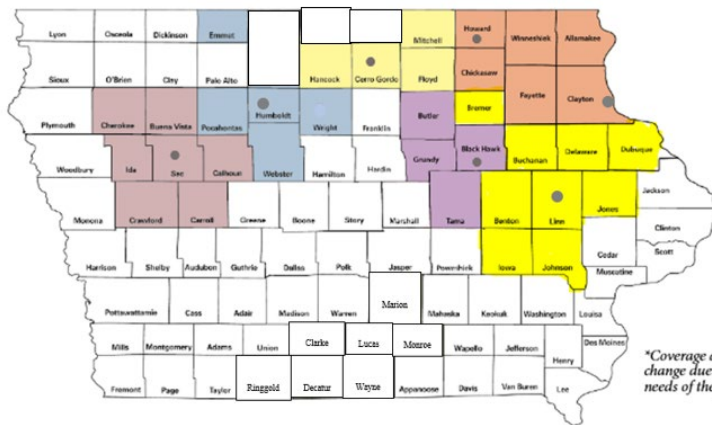 Lyon Osceola Dickinson Emmet
Mitchell Howard Winneshiek Allamakee
Sioux O'Brien Clay Palo Alto Hancock Cerro Gordo Floyd Chickasaw
Fayette Clayton
Plymouth Cherokee Buena Vista Pocahontas Humboldt Wright Franklin Butler Bremer
Woodbury Ida Sac Calhoun Webster Hamilton Hardin Grundy Black Hawk Buchanan Delaware Dubuque
Jackson
Monona Crawford Carroll Greene Boone Story Marshall Tama Benton Linn Jones
Clinton
Harrison Shelby Audubon Guthrie Dallas Polk Jasper Poweshiek Iowa Johnson Cedar Scott
Muscatine
Pottawattamie Cass Adair Madison Warren Marion Mahaska Keokuk Washington Louisa
Mills Montgomery Adams Union Clarke Lucas Monroe Wapello Jefferson Henry Des Moines
Fremont Page Taylor Ringgold Decatur Wayne Appanoose Davis Van Buren Lee
*Coverage
change due
needs of the